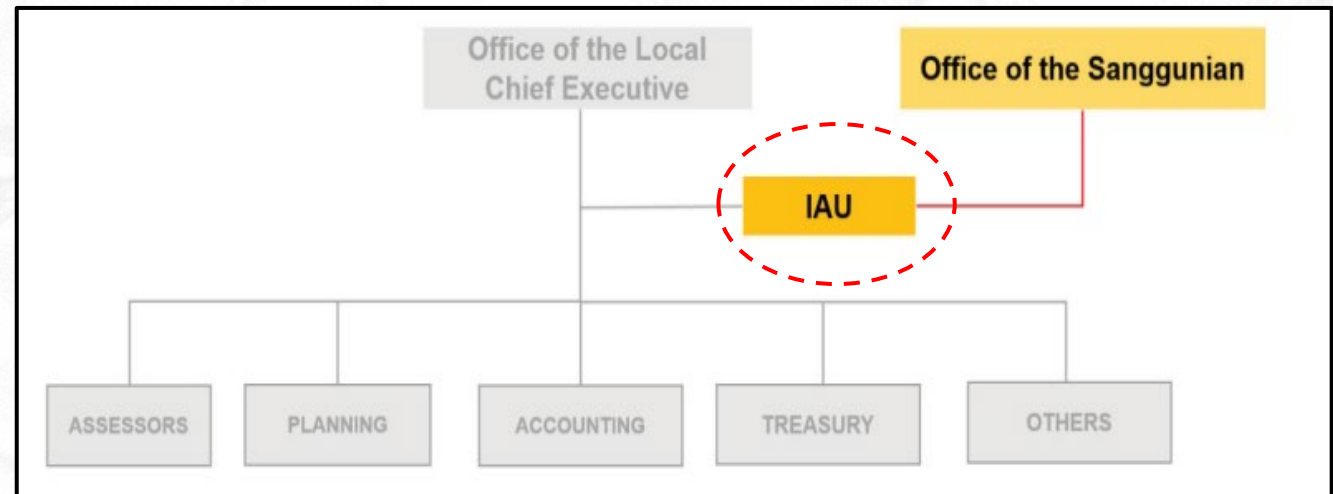 Office of the Local
Chief Executive
Office of the Sanggunian
IAU
ASSESSORS
PLANNING
ACCOUNTING
TREASURY
OTHERS